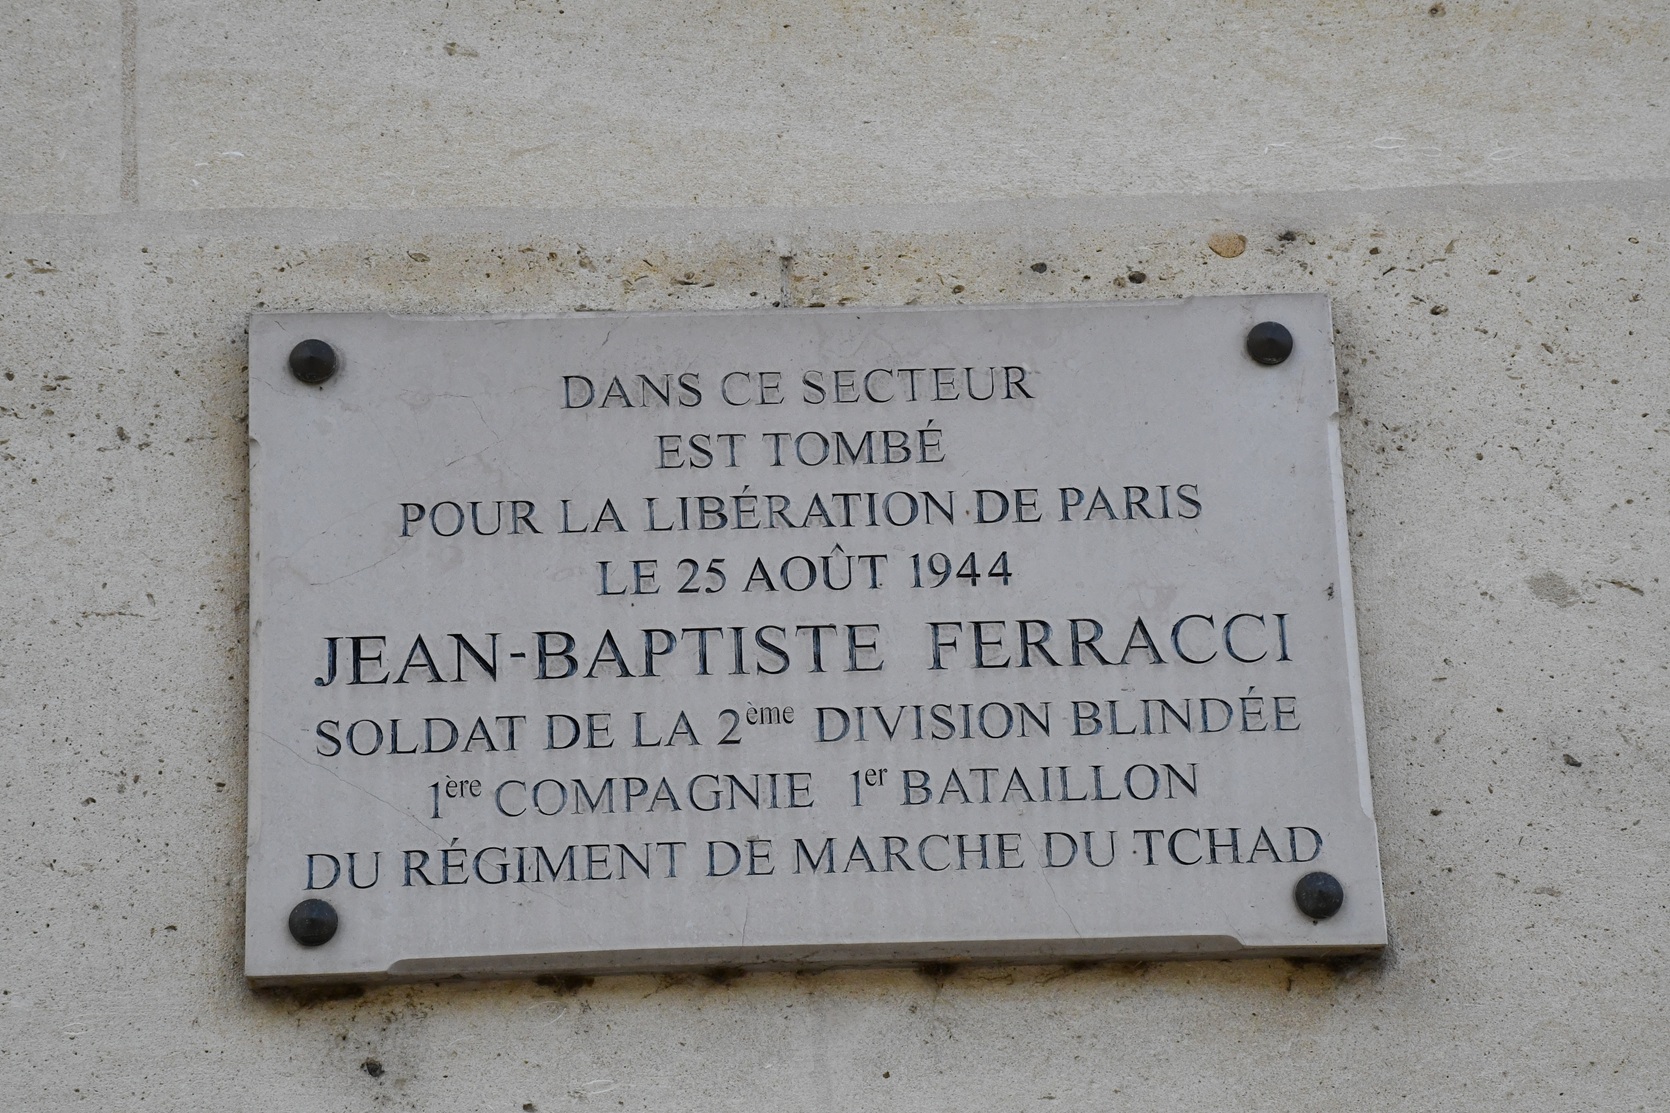 DANS CE SECTEUR
EST TOMBÉ
POUR LA LIBÉRATION DE PARIS
LE 25 AOÛT 1944
JEAN-BAPTISTE FERRACCI
SOLDAT DE LA 2ème DIVISION BLINDÉE
1ère COMPAGNIE 1er BATAILLON
DU RÉGIMENT DE MARCHE DU TCHAD